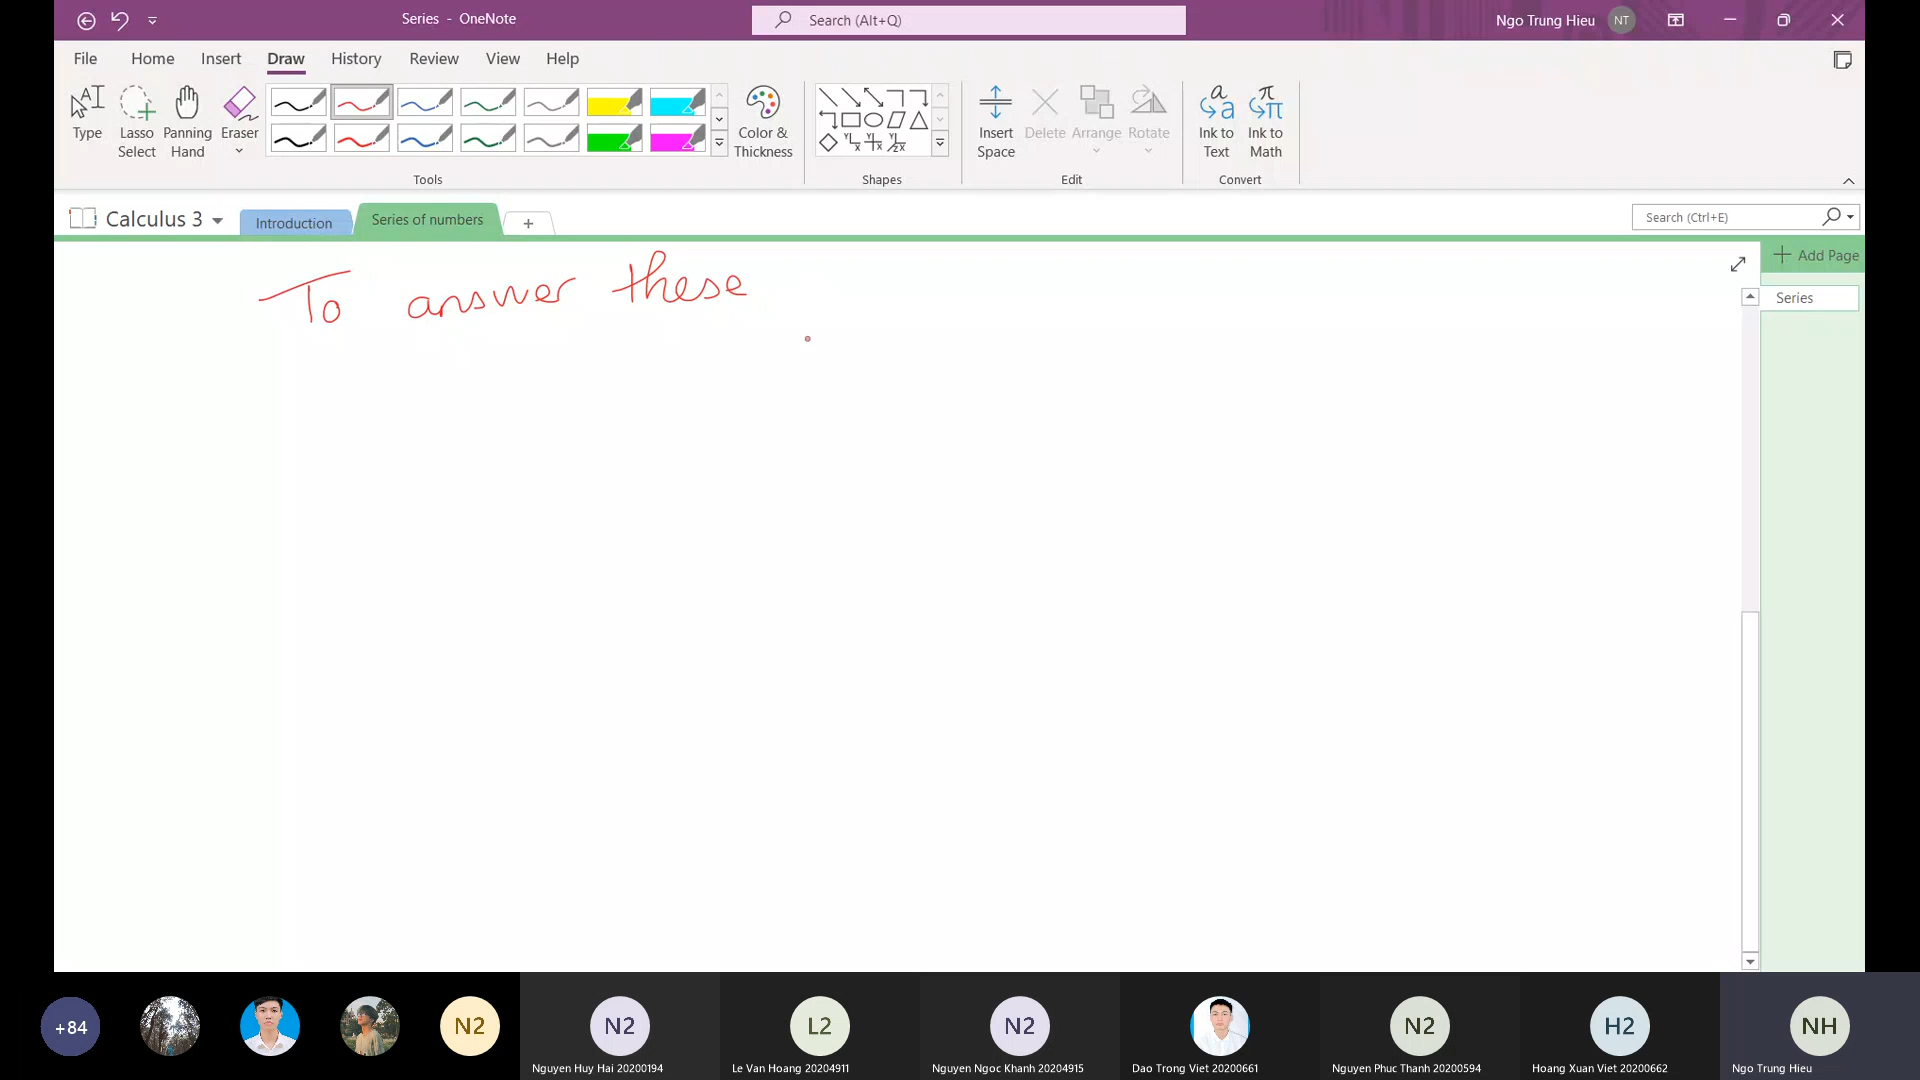 Series - OneNote
Search (Alt+Q)
Ngo Trung Hieu NT
File Home Insert Draw History Review View Help
Type
Lasso Select
Panning Hand
Eraser
Color & Thickness
Insert Space
Delete
Arrange
Rotate
Ink to Text
Ink to Math
Tools Shapes Edit Convert
Calculus 3 Introduction Series of numbers +
Search (Ctrl+E)
Add Page
Series
To answer these
+84 N2 N2 L2 N2 N2 H2 NH
Nguyen Huy Hai 20200194 Le Van Hoang 20204911 Nguyen Ngoc Khanh 20204915 Dao Trong Viet 20200661 Nguyen Phuc Thanh 20200594 Hoang Xuan Viet 20200662 Ngo Trung Hieu